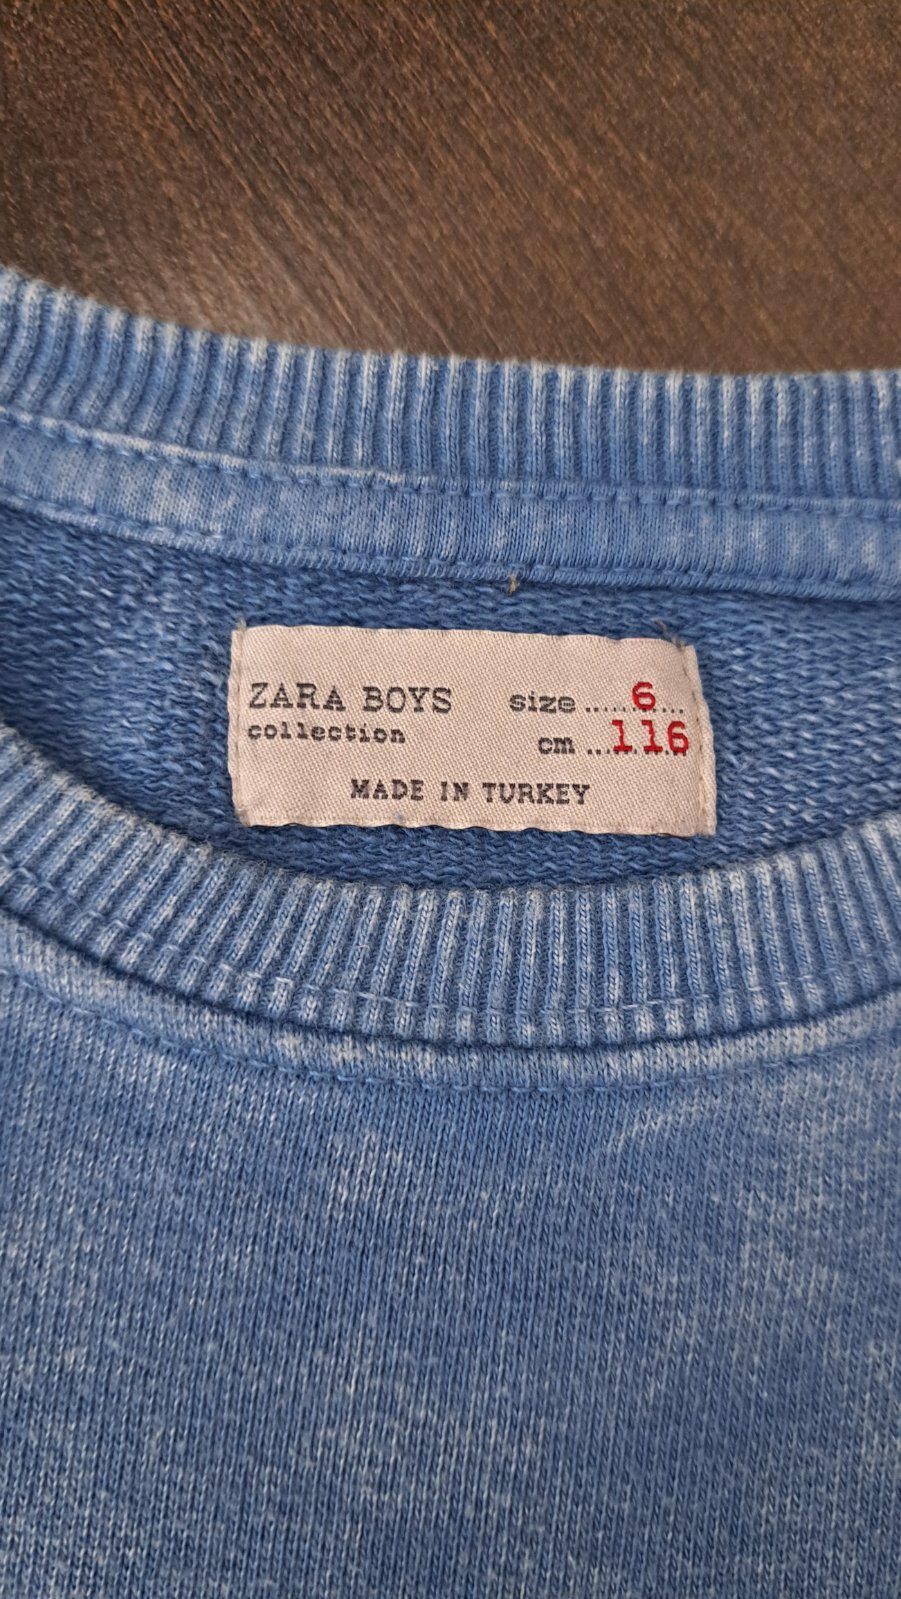 ZARA BOYS size ......6...
collection cm ...116
MADE IN TURKEY